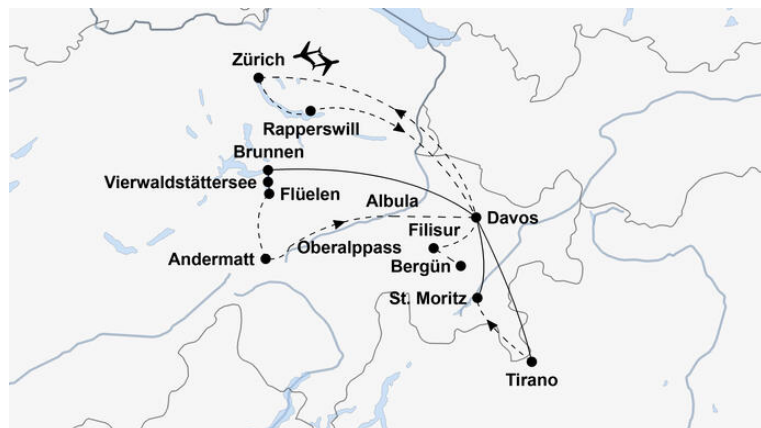 Zürich
Rapperswill
Brunnen
Vierwaldstättersee
Flüelen
Albula
Davos
Filisur
Oberalppass
Andermatt
Bergün
St. Moritz
Tirano